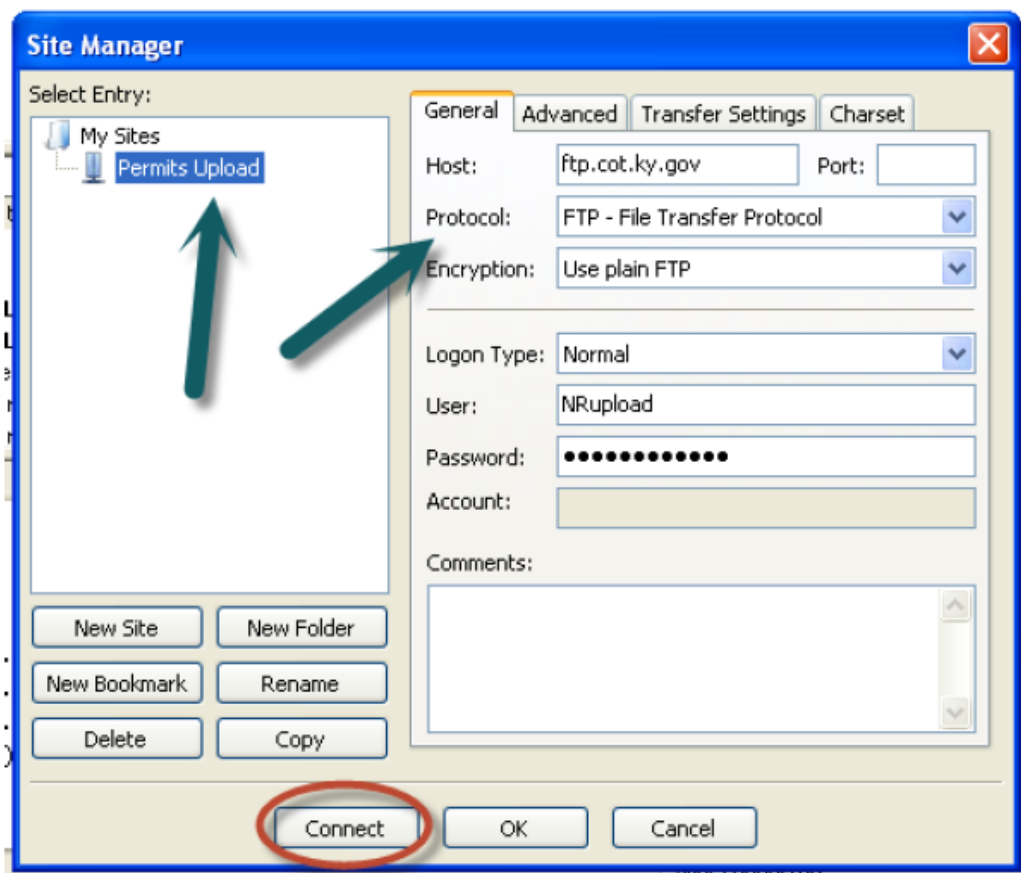 Site Manager
Select Entry:
My Sites
Permits Upload
New Site
New Folder
New Bookmark
Rename
Delete
Copy
General
Advanced
Transfer Settings
Charset
Host:
ftp.cot.ky.gov
Port:
Protocol:
FTP - File Transfer Protocol
Encryption:
Use plain FTP
Logon Type:
Normal
User:
NRupload
Password:
••••••••••••
Account:
Comments:
Connect
OK
Cancel